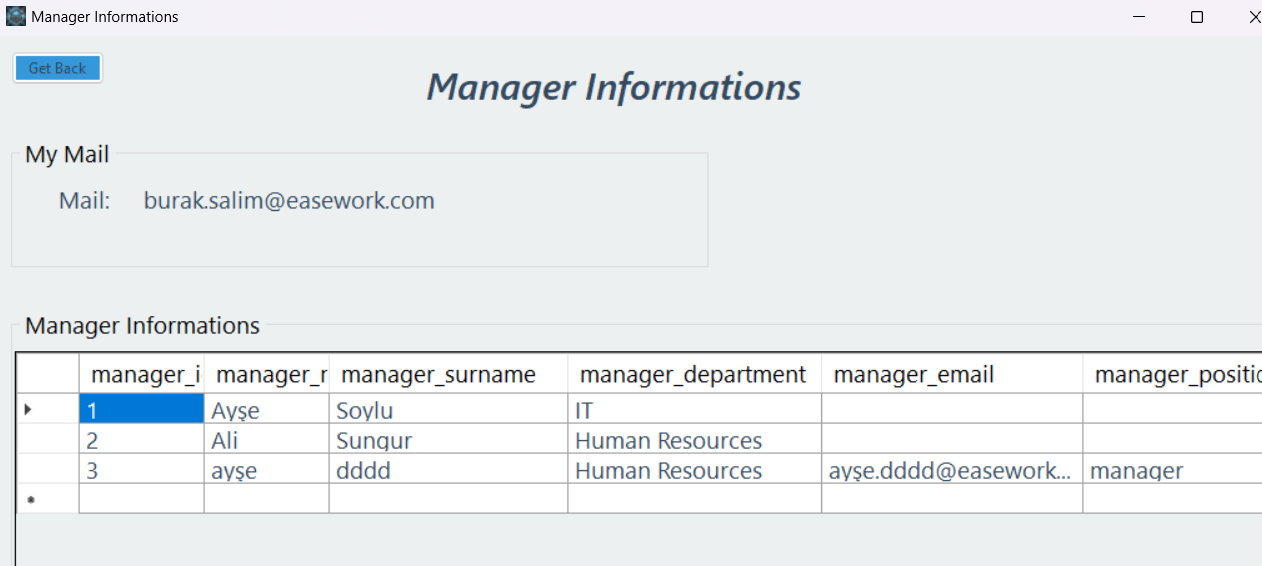 Manager Informations
Get Back
Manager Informations
My Mail
Mail: burak.salim@easework.com
Manager Informations
manager_i manager_r manager_surname manager_department manager_email manager_positic
1 Ayşe Soylu IT
2 Ali Sungur Human Resources
3 ayşe dddd Human Resources ayşe.dddd@easework... manager